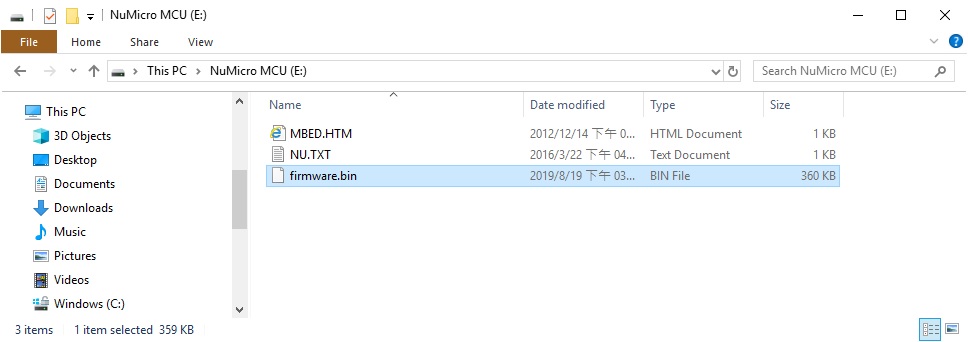 NuMicro MCU (E:)
File Home Share View
This PC NuMicro MCU (E:) Search NuMicro MCU (E:)
This PC
3D Objects
Desktop
Documents
Downloads
Music
Pictures
Videos
Windows (C:)
Name Date modified Type Size
MBED.HTM 2012/12/14 下午 0... HTML Document 1 KB
NU.TXT 2016/3/22 下午 04... Text Document 1 KB
firmware.bin 2019/8/19 下午 03... BIN File 360 KB
3 items 1 item selected 359 KB